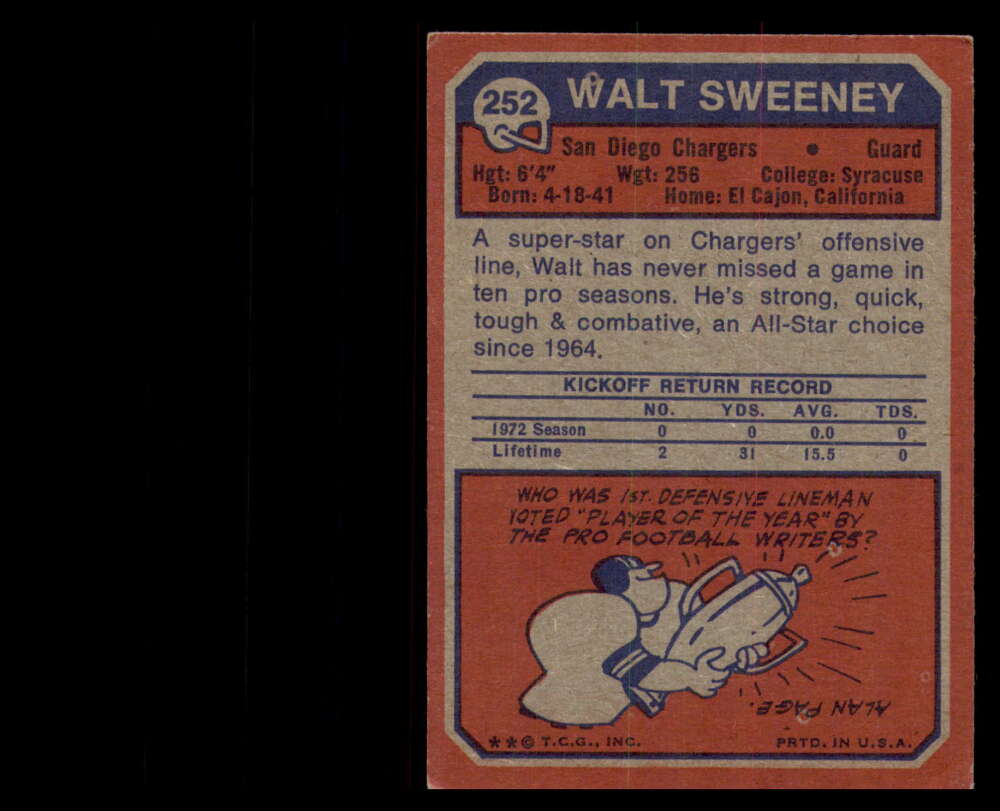 252
WALT SWEENEY
San Diego Chargers • Guard
Hgt: 6'4" Wgt: 256 College: Syracuse
Born: 4-18-41 Home: El Cajon, California
A super-star on Chargers' offensive
line, Walt has never missed a game in
ten pro seasons. He's strong, quick,
tough & combative, an All-Star choice
since 1964.
KICKOFF RETURN RECORD
NO. YDS. AVG. TDS.
1972 Season 0 0 0.0 0
Lifetime 2 31 15.5 0
WHO WAS 1ST. DEFENSIVE LINEMAN
VOTED "PLAYER OF THE YEAR" BY
THE PRO FOOTBALL WRITERS?
ALAN PAGE.
**© T.C.G., INC. PRTD. IN U.S.A.